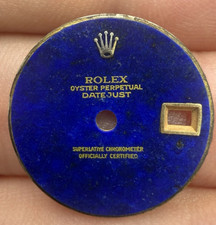 ROLEX
OYSTER PERPETUAL
DATEJUST
SUPERLATIVE CHRONOMETER
OFFICIALLY CERTIFIED